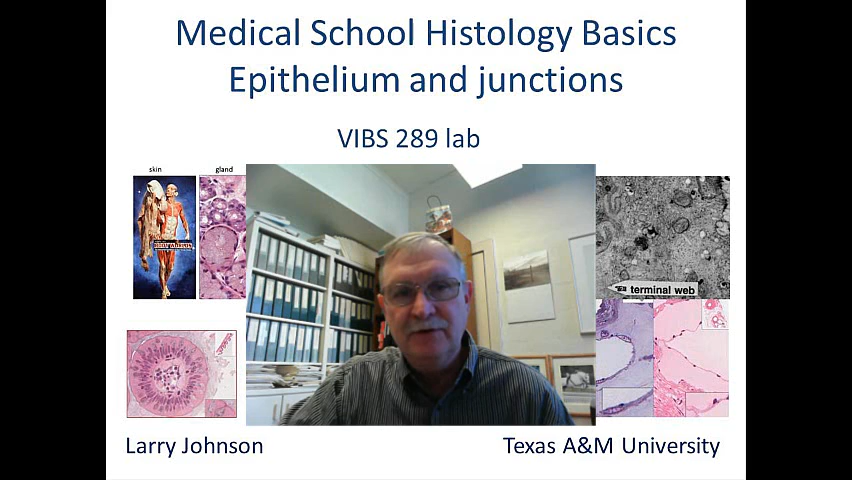 Medical School Histology Basics
Epithelium and junctions
VIBS 289 lab
skin
gland
terminal web
Larry Johnson
Texas A&M University